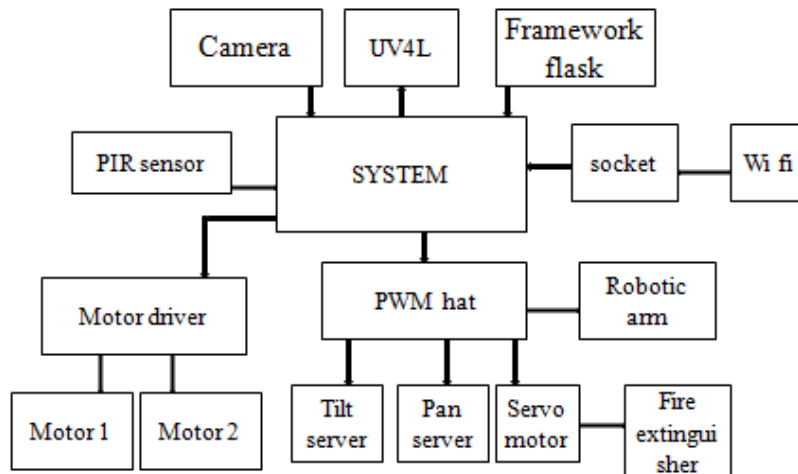 Camera
UV4L
Framework
flask
PIR sensor
SYSTEM
socket
Wi fi
Motor driver
PWM hat
Robotic
arm
Motor 1
Motor 2
Tilt
server
Pan
server
Servo
motor
Fire
extingui
sher